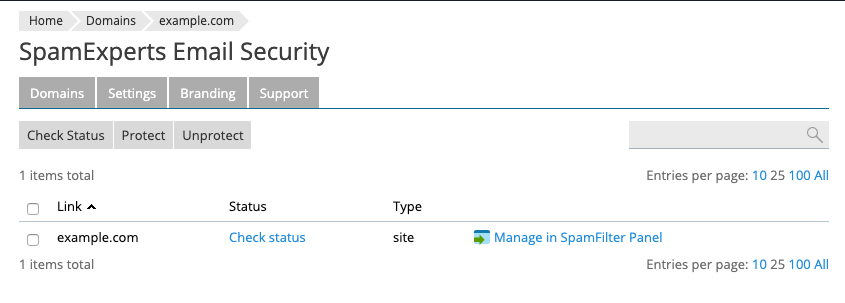 Home Domains example.com
SpamExperts Email Security
Domains Settings Branding Support
Check Status Protect Unprotect
1 items total Entries per page: 10 25 100 All
Link Status Type
example.com Check status site Manage in SpamFilter Panel
1 items total Entries per page: 10 25 100 All